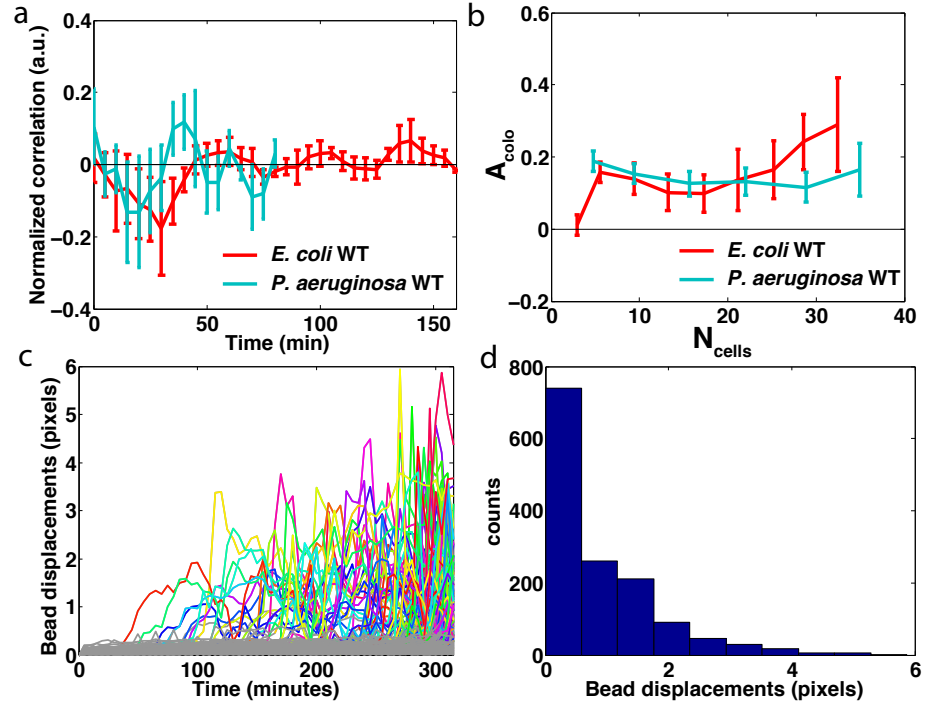 a
Normalized correlation (a.u.)
0.4
0.2
0
−0.2
−0.4
0
50
100
150
Time (min)
E. coli WT
P. aeruginosa WT
b
A_colo
0.6
0.4
0.2
0
−0.2
0
10
20
30
40
N_cells
E. coli WT
P. aeruginosa WT
c
Bead displacements (pixels)
6
5
4
3
2
1
0
0
100
200
300
Time (minutes)
d
counts
800
600
400
200
0
0
2
4
6
Bead displacements (pixels)